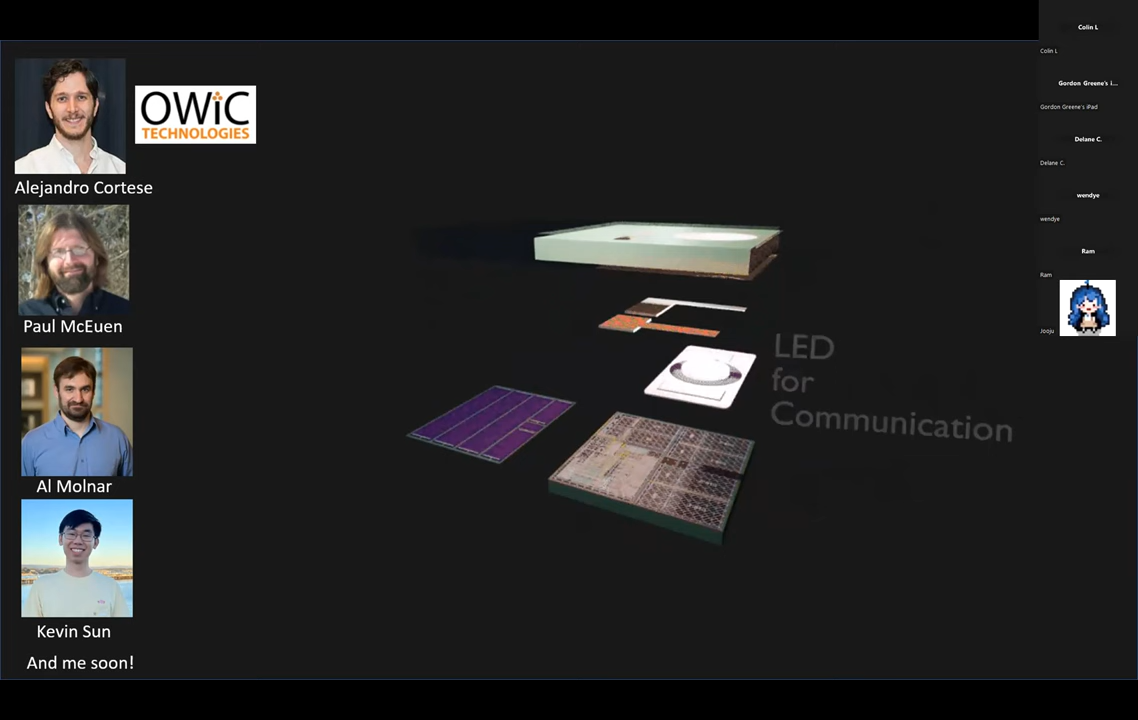 OWiC
TECHNOLOGIES
Alejandro Cortese
Paul McEuen
Al Molnar
Kevin Sun
And me soon!
LED
for
Communication
Colin L
Colin L
Gordon Greene's i...
Gordon Greene's iPad
Delane C.
Delane C.
wendye
wendye
Ram
Ram
Jooju